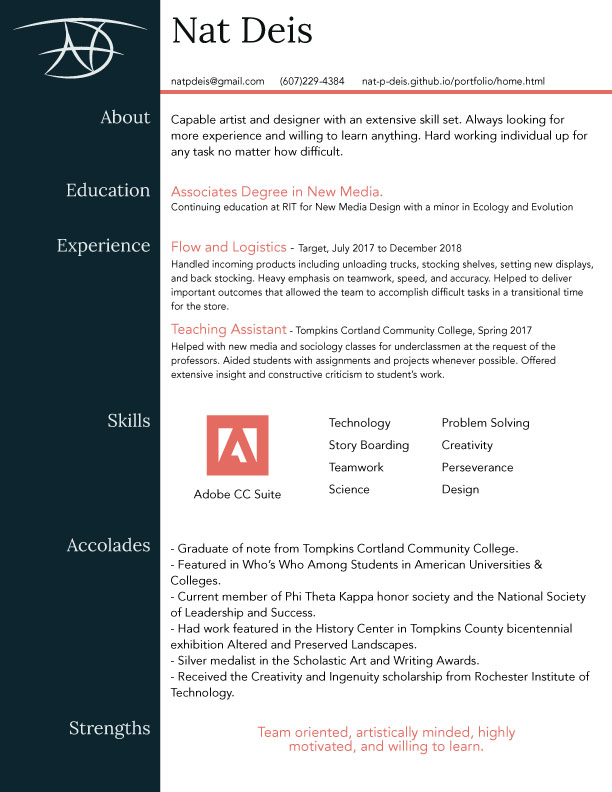 Nat Deis
natpdeis@gmail.com (607)229-4384 nat-p-deis.github.io/portfolio/home.html
About
Capable artist and designer with an extensive skill set. Always looking for
more experience and willing to learn anything. Hard working individual up for
any task no matter how difficult.
Education
Associates Degree in New Media.
Continuing education at RIT for New Media Design with a minor in Ecology and Evolution
Experience
Flow and Logistics - Target, July 2017 to December 2018
Handled incoming products including unloading trucks, stocking shelves, setting new displays,
and back stocking. Heavy emphasis on teamwork, speed, and accuracy. Helped to deliver
important outcomes that allowed the team to accomplish difficult tasks in a transitional time
for the store.
Teaching Assistant - Tompkins Cortland Community College, Spring 2017
Helped with new media and sociology classes for underclassmen at the request of the
professors. Aided students with assignments and projects whenever possible. Offered
extensive insight and constructive criticism to student’s work.
Skills
Adobe CC Suite
Technology
Story Boarding
Teamwork
Science
Problem Solving
Creativity
Perseverance
Design
Accolades
- Graduate of note from Tompkins Cortland Community College.
- Featured in Who’s Who Among Students in American Universities &
Colleges.
- Current member of Phi Theta Kappa honor society and the National Society
of Leadership and Success.
- Had work featured in the History Center in Tompkins County bicentennial
exhibition Altered and Preserved Landscapes.
- Silver medalist in the Scholastic Art and Writing Awards.
- Received the Creativity and Ingenuity scholarship from Rochester Institute of
Technology.
Strengths
Team oriented, artistically minded, highly
motivated, and willing to learn.